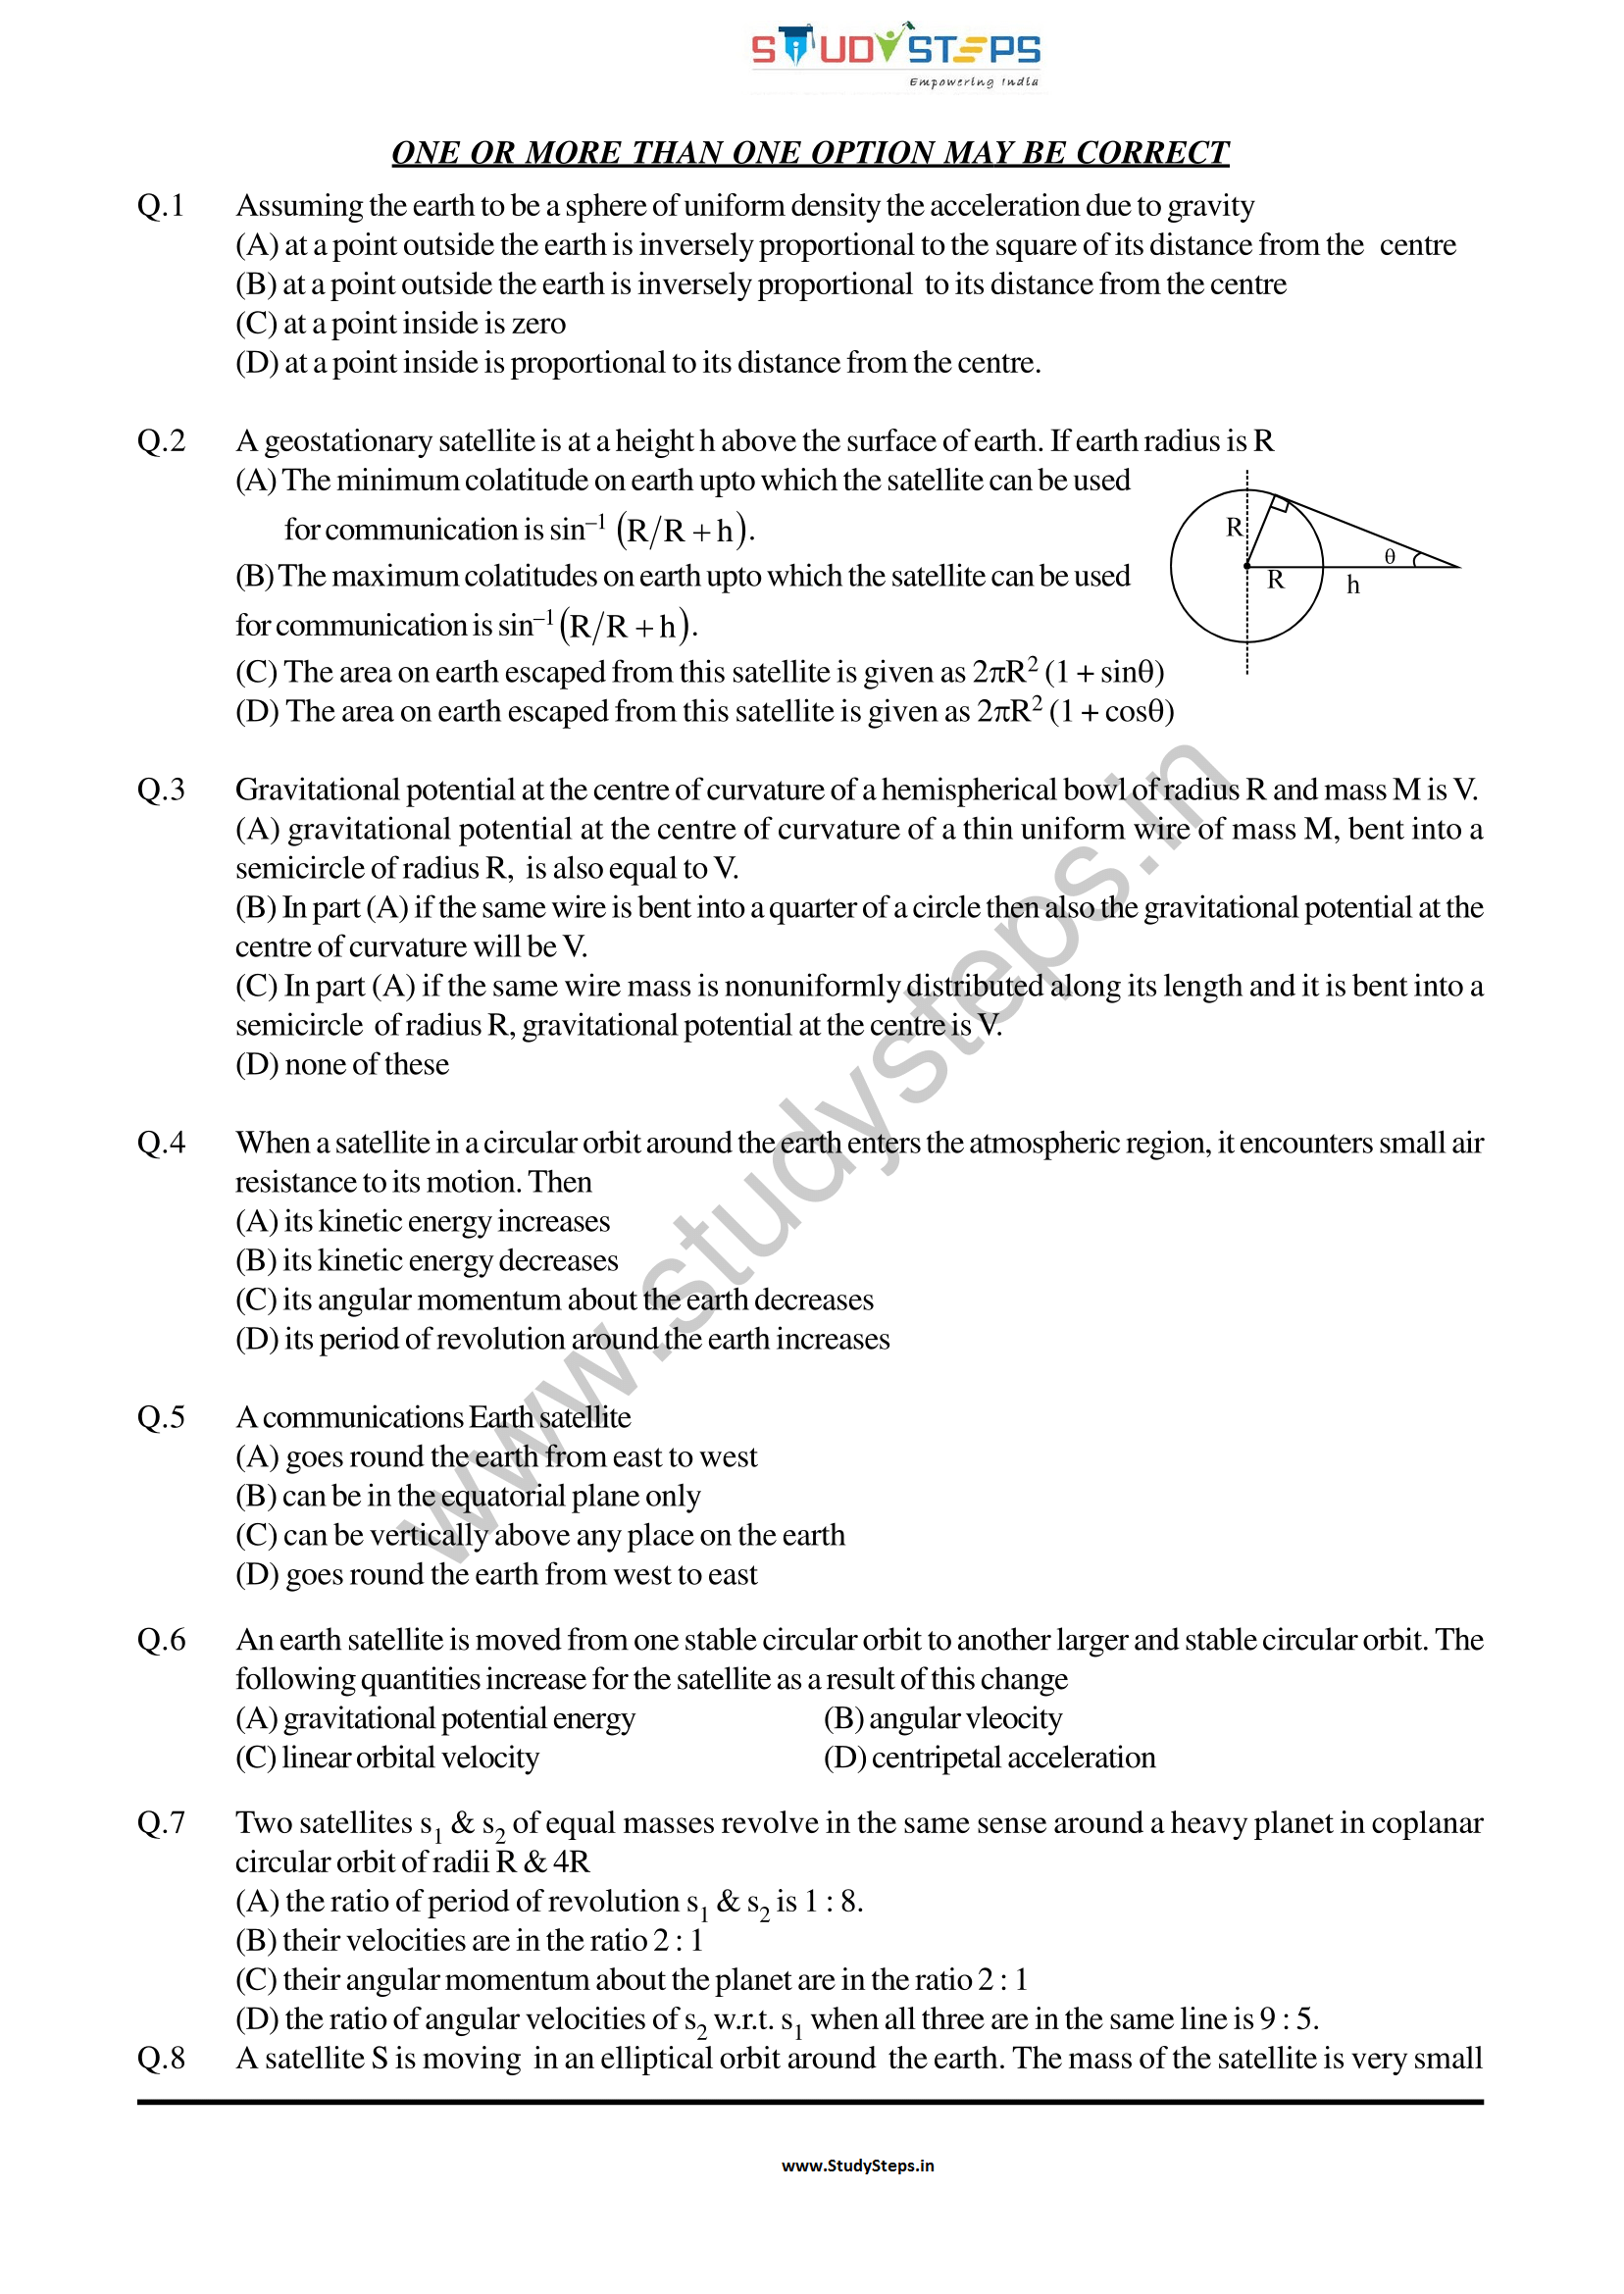 STUDYSTEPS
Empowering India
ONE OR MORE THAN ONE OPTION MAY BE CORRECT
Q.1 Assuming the earth to be a sphere of uniform density the acceleration due to gravity
(A) at a point outside the earth is inversely proportional to the square of its distance from the centre
(B) at a point outside the earth is inversely proportional to its distance from the centre
(C) at a point inside is zero
(D) at a point inside is proportional to its distance from the centre.
Q.2 A geostationary satellite is at a height h above the surface of earth. If earth radius is R
(A) The minimum colatitude on earth upto which the satellite can be used
for communication is sin⁻¹ (R/R + h).
(B) The maximum colatitudes on earth upto which the satellite can be used
for communication is sin⁻¹ (R/R + h).
(C) The area on earth escaped from this satellite is given as 2πR² (1 + sinθ)
(D) The area on earth escaped from this satellite is given as 2πR² (1 + cosθ)
R
R
h
θ
Q.3 Gravitational potential at the centre of curvature of a hemispherical bowl of radius R and mass M is V.
(A) gravitational potential at the centre of curvature of a thin uniform wire of mass M, bent into a
semicircle of radius R, is also equal to V.
(B) In part (A) if the same wire is bent into a quarter of a circle then also the gravitational potential at the
centre of curvature will be V.
(C) In part (A) if the same wire mass is nonuniformly distributed along its length and it is bent into a
semicircle of radius R, gravitational potential at the centre is V.
(D) none of these
Q.4 When a satellite in a circular orbit around the earth enters the atmospheric region, it encounters small air
resistance to its motion. Then
(A) its kinetic energy increases
(B) its kinetic energy decreases
(C) its angular momentum about the earth decreases
(D) its period of revolution around the earth increases
Q.5 A communications Earth satellite
(A) goes round the earth from east to west
(B) can be in the equatorial plane only
(C) can be vertically above any place on the earth
(D) goes round the earth from west to east
Q.6 An earth satellite is moved from one stable circular orbit to another larger and stable circular orbit. The
following quantities increase for the satellite as a result of this change
(A) gravitational potential energy (B) angular vleocity
(C) linear orbital velocity (D) centripetal acceleration
Q.7 Two satellites s₁ & s₂ of equal masses revolve in the same sense around a heavy planet in coplanar
circular orbit of radii R & 4R
(A) the ratio of period of revolution s₁ & s₂ is 1 : 8.
(B) their velocities are in the ratio 2 : 1
(C) their angular momentum about the planet are in the ratio 2 : 1
(D) the ratio of angular velocities of s₂ w.r.t. s₁ when all three are in the same line is 9 : 5.
Q.8 A satellite S is moving in an elliptical orbit around the earth. The mass of the satellite is very small
www.studysteps.in
www.StudySteps.in